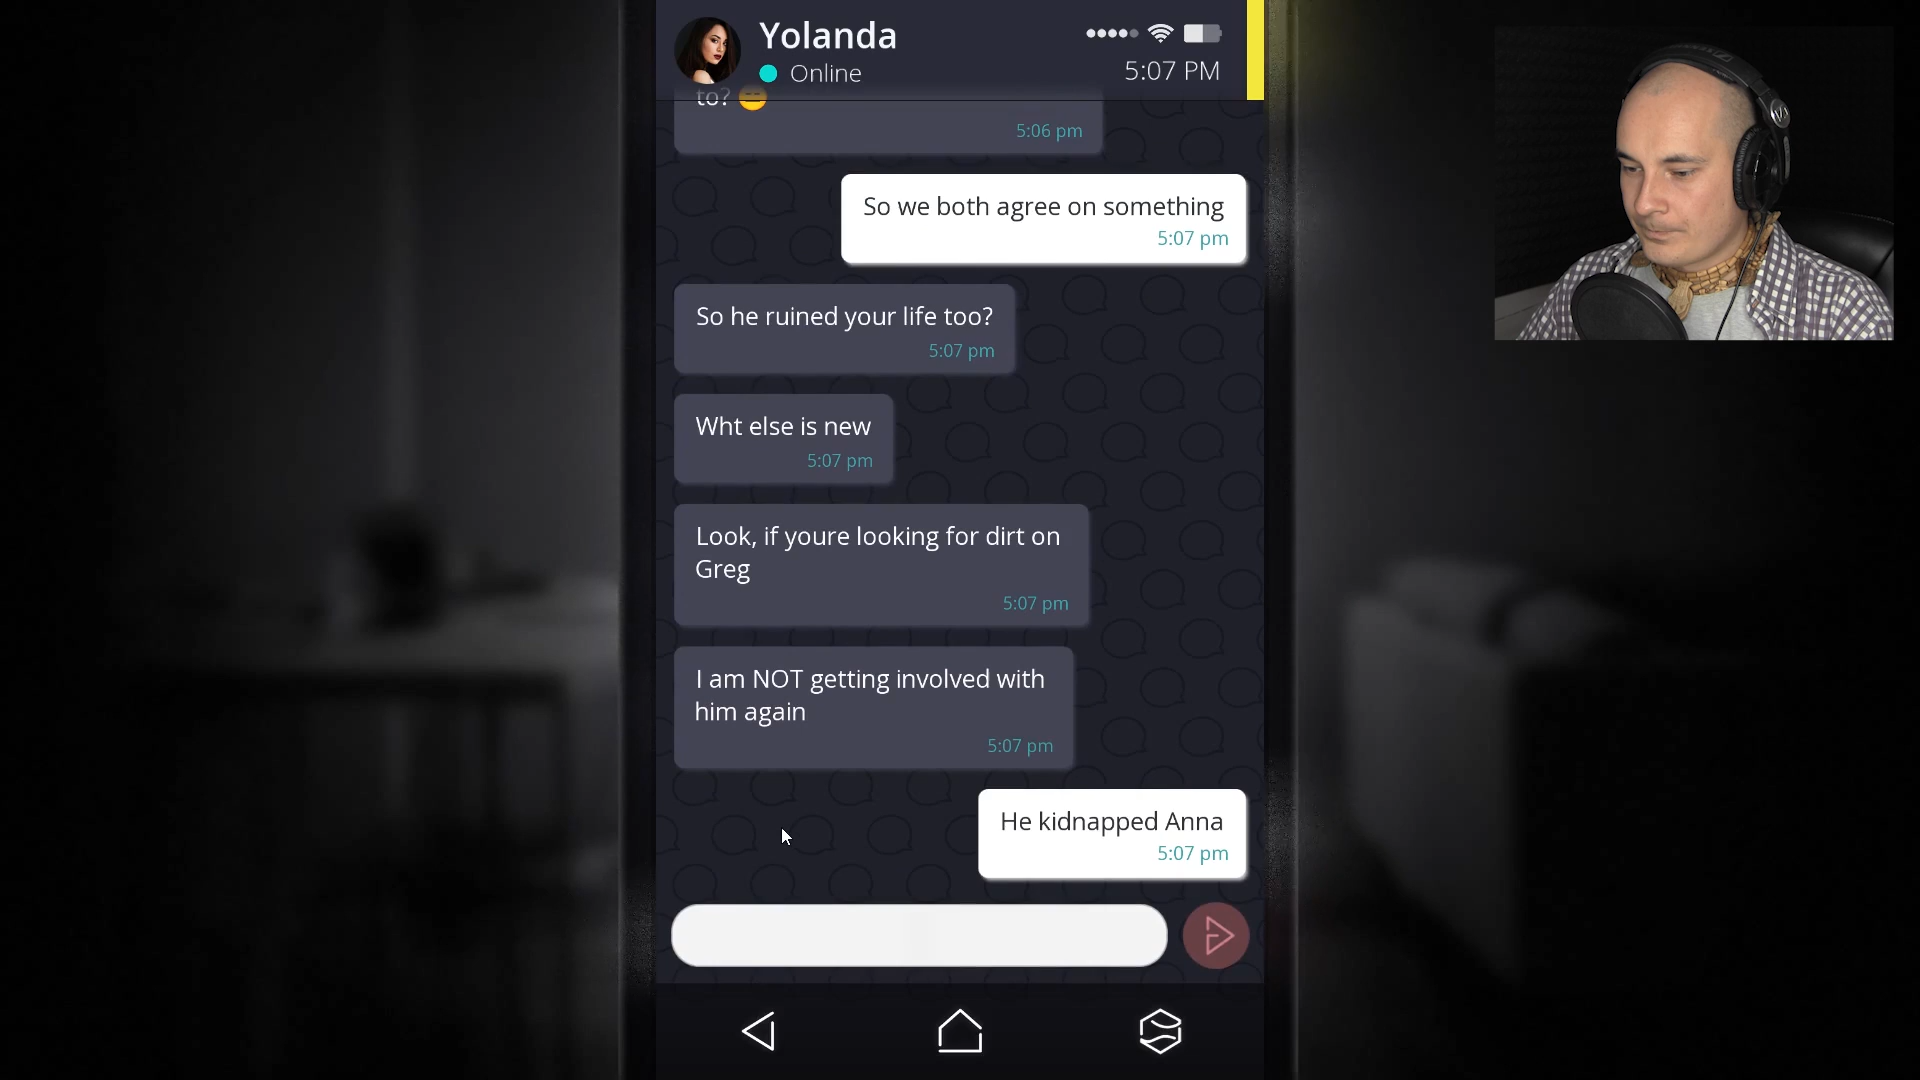 Yolanda
Online
5:07 PM
to?
5:06 pm
So we both agree on something
5:07 pm
So he ruined your life too?
5:07 pm
Wht else is new
5:07 pm
Look, if youre looking for dirt on
Greg
5:07 pm
I am NOT getting involved with
him again
5:07 pm
He kidnapped Anna
5:07 pm